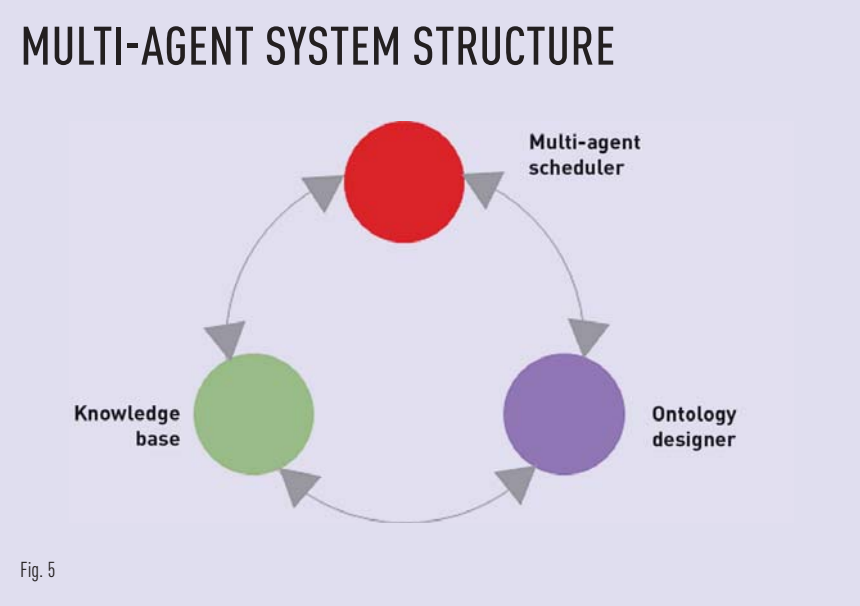 MULTI-AGENT SYSTEM STRUCTURE
Multi-agent
scheduler
Knowledge
base
Ontology
designer
Fig. 5